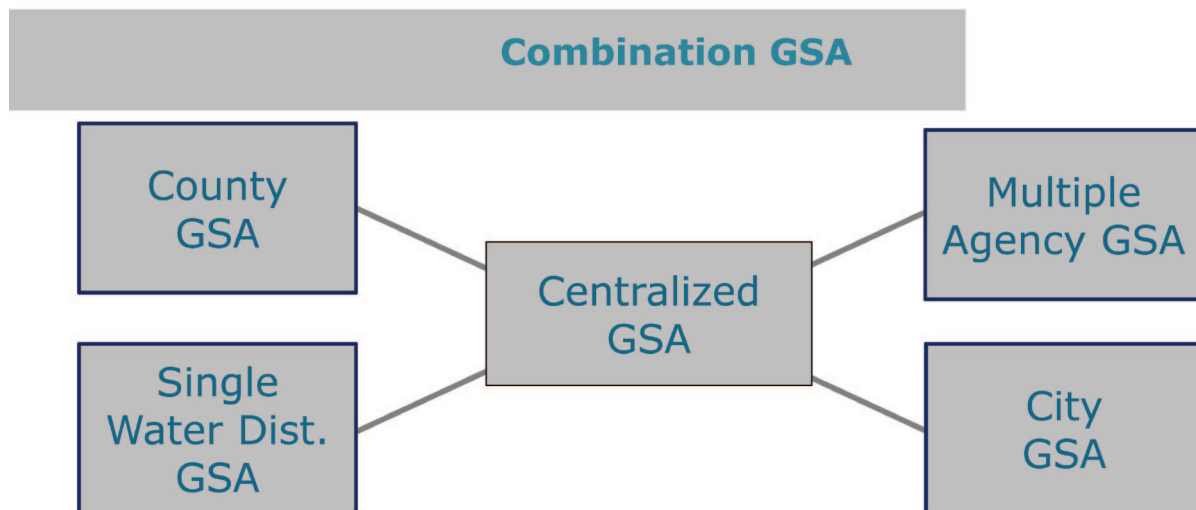 Combination GSA
County
GSA
Multiple
Agency GSA
Centralized
GSA
Single
Water Dist.
GSA
City
GSA